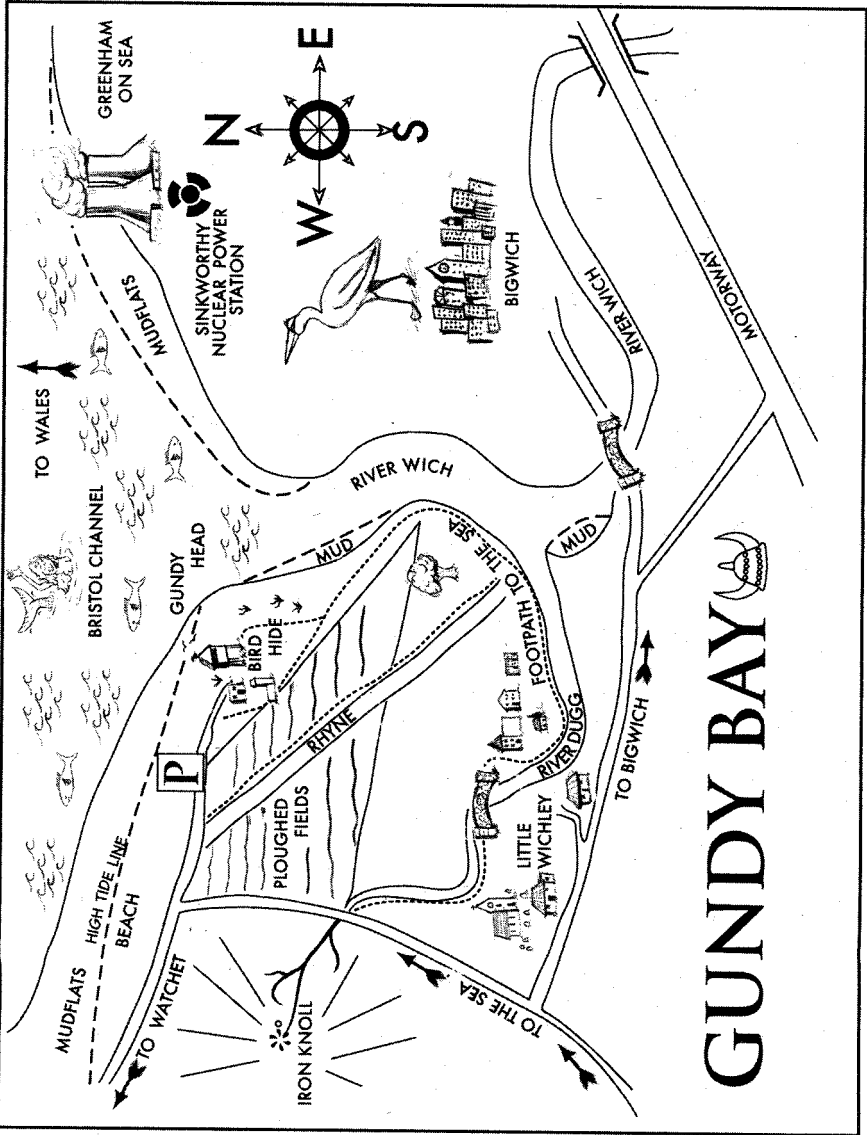 GREENHAM
ON SEA
N
E
S
W
SINKWORTHY
NUCLEAR POWER
STATION
MUDFLATS
TO WALES
BRISTOL CHANNEL
GUNDY
HEAD
RIVER WICH
BIGWICH
RIVER WICH
MOTORWAY
MUD
BIRD
HIDE
P
RHYNE
PLOUGHED
FIELDS
FOOTPATH TO THE SEA
MUD
RIVER DUGG
LITTLE
WICHLEY
TO BIGWICH
HIGH TIDE LINE
BEACH
MUDFLATS
TO WATCHET
IRON KNOLL
TO THE SEA
GUNDY BAY